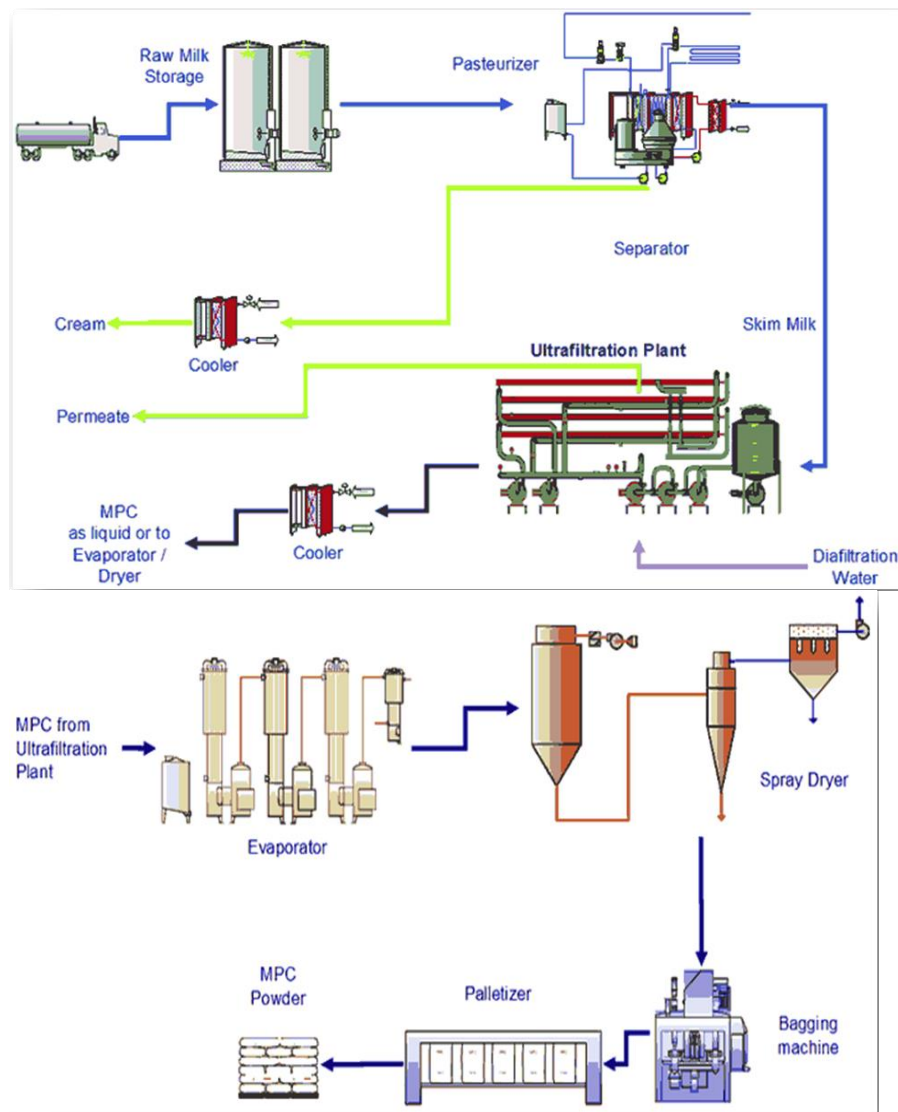 Raw Milk
Storage
Pasteurizer
Separator
Cream
Cooler
Skim Milk
Ultrafiltration Plant
Permeate
MPC
as liquid or to
Evaporator /
Dryer
Cooler
Diafiltration
Water
MPC from
Ultrafiltration
Plant
Evaporator
Spray Dryer
MPC
Powder
Palletizer
Bagging
machine